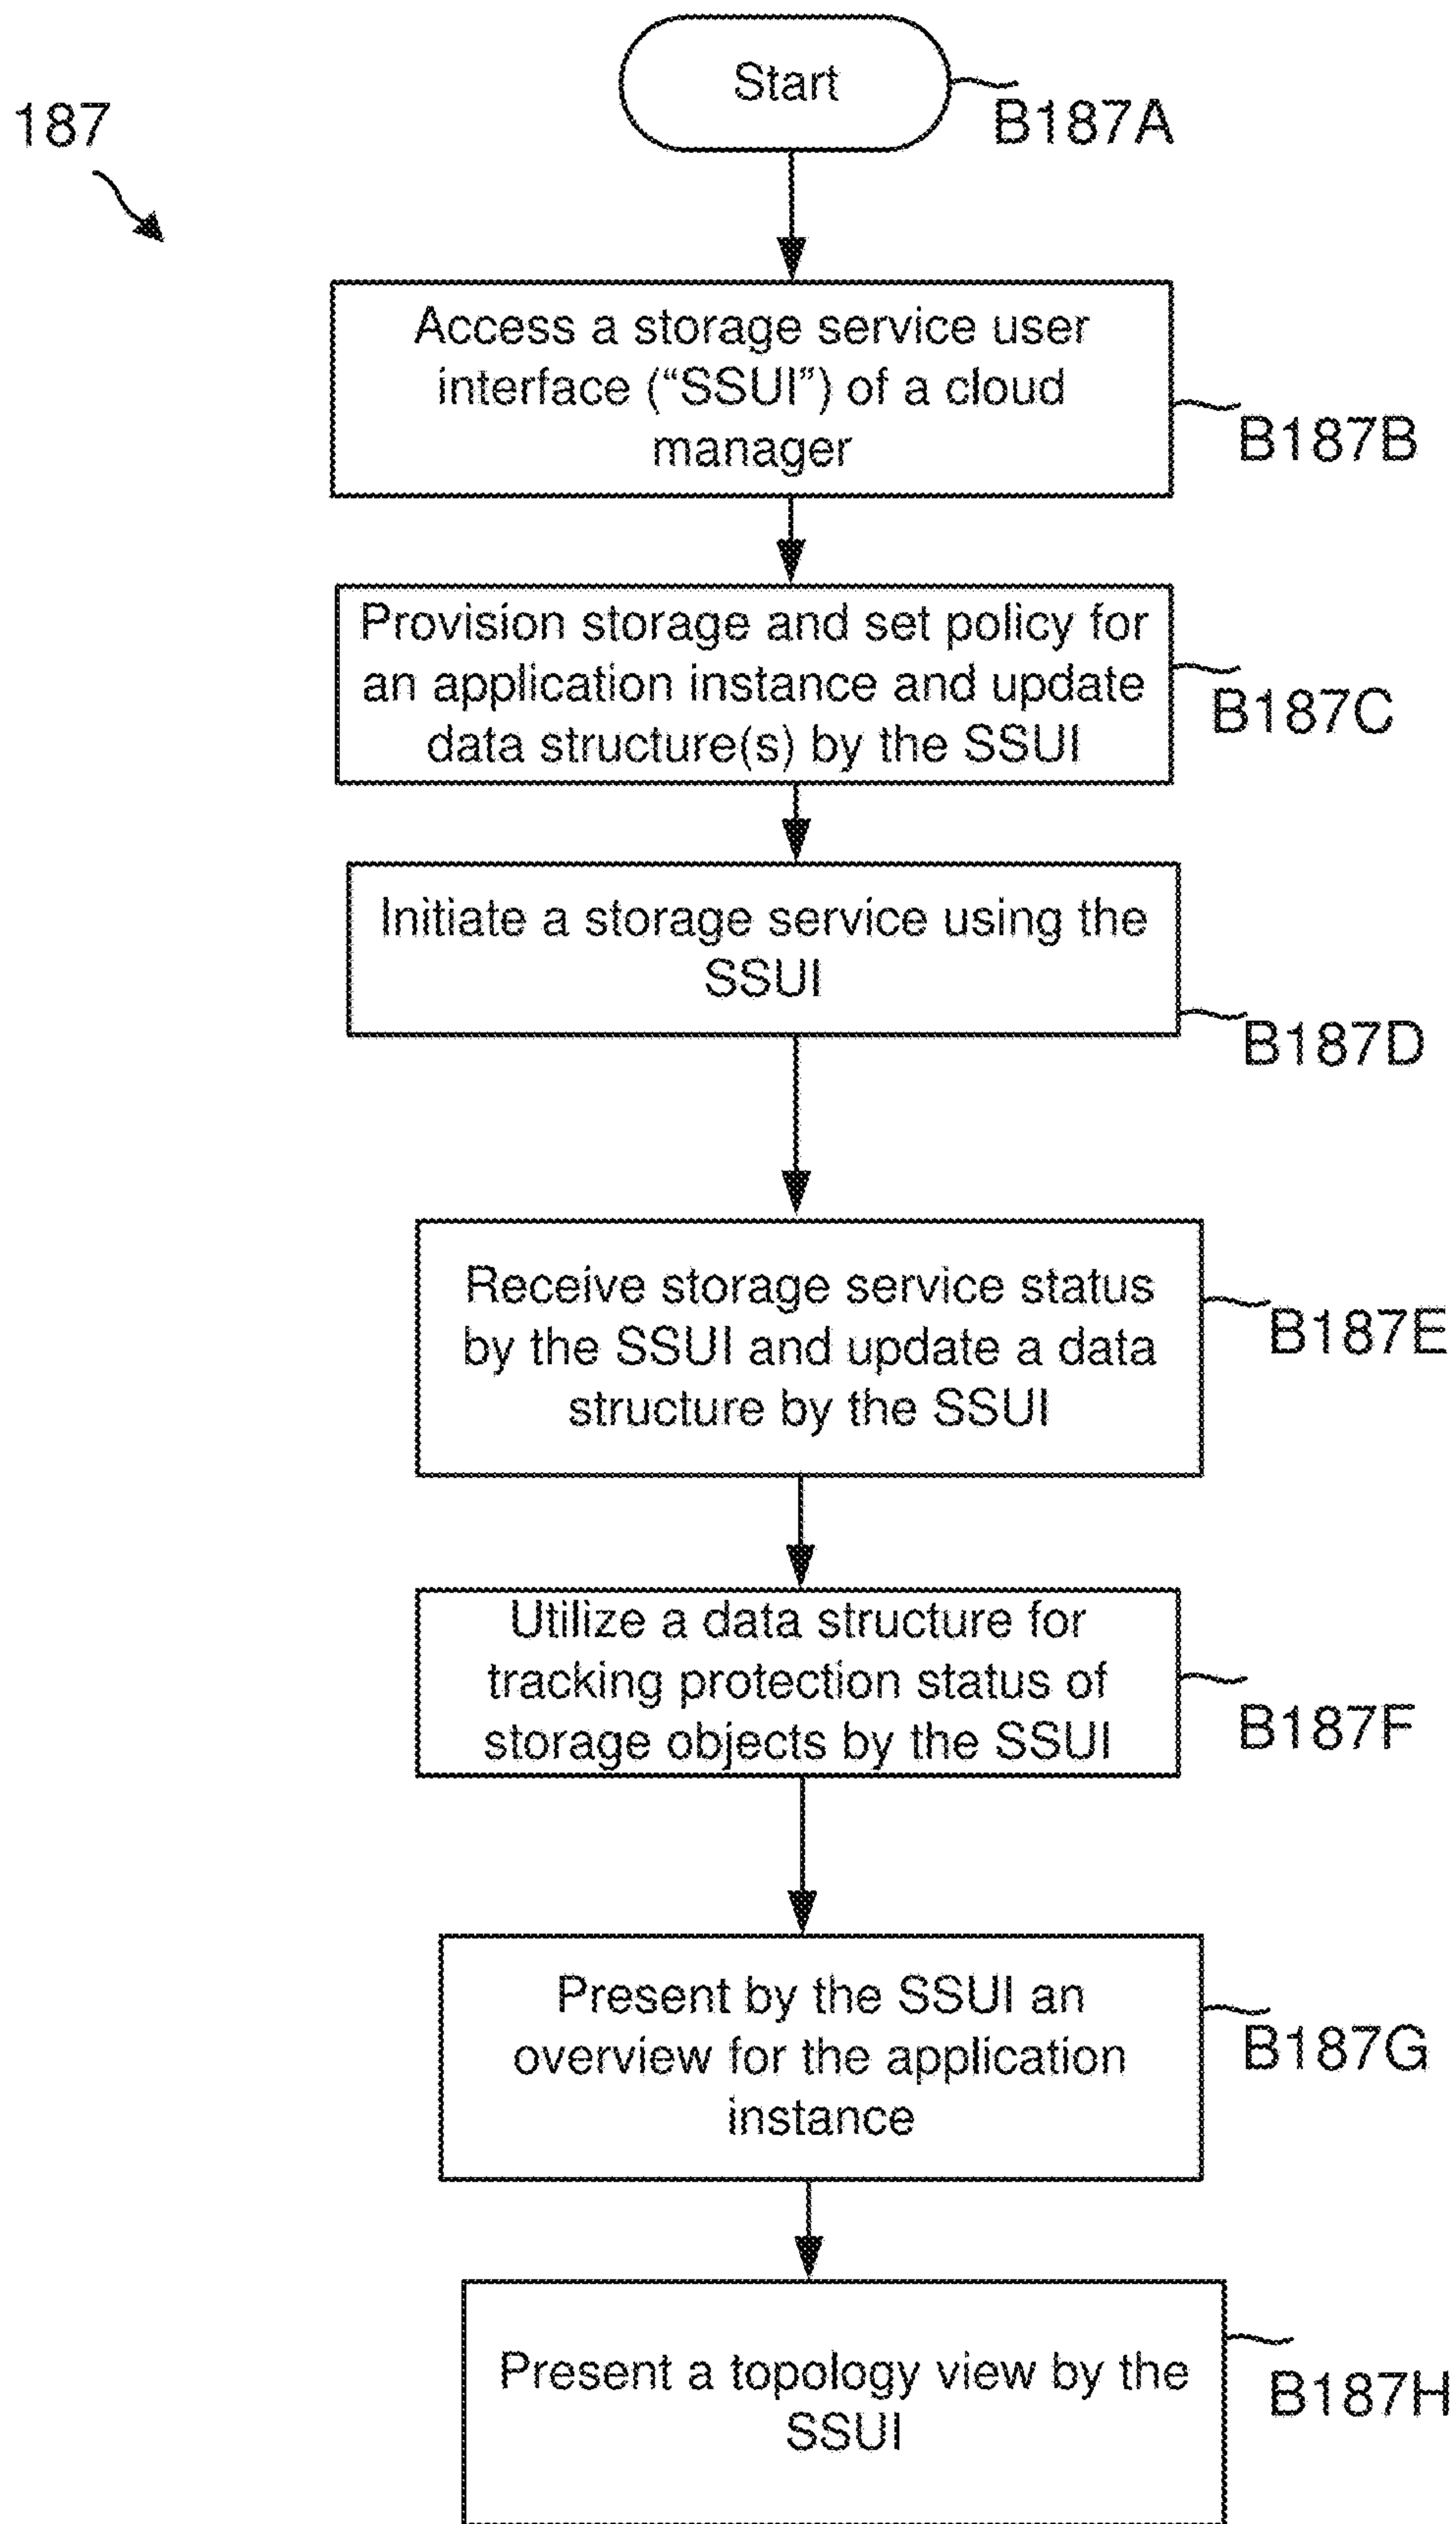 Start
B187A
187
Access a storage service user
interface (“SSUI”) of a cloud
manager
B187B
Provision storage and set policy for
an application instance and update
data structure(s) by the SSUI
B187C
Initiate a storage service using the
SSUI
B187D
Receive storage service status
by the SSUI and update a data
structure by the SSUI
B187E
Utilize a data structure for
tracking protection status of
storage objects by the SSUI
B187F
Present by the SSUI an
overview for the application
instance
B187G
Present a topology view by the
SSUI
B187H